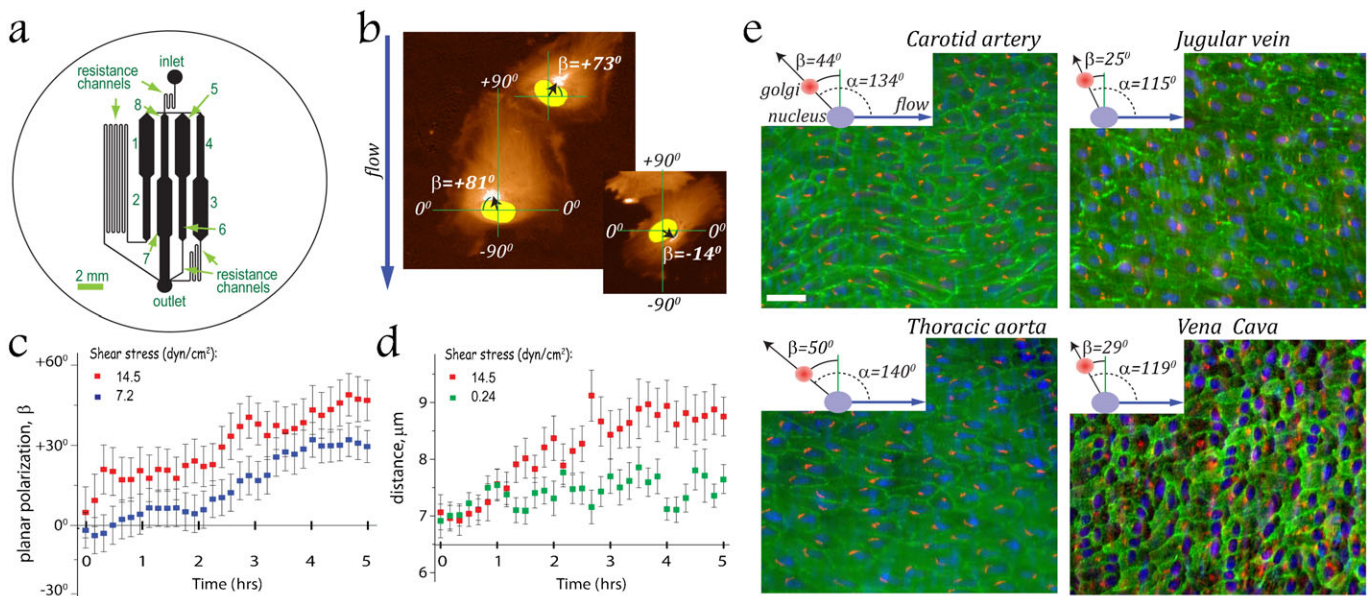 a
inlet
resistance
channels
8
5
1
4
2
3
6
7
2 mm
resistance
channels
outlet
b
flow
+90⁰
β=+73⁰
β=+81⁰
0⁰
0⁰
-90⁰
+90⁰
0⁰
0⁰
β=-14⁰
-90⁰
c
Shear stress (dyn/cm²):
14.5
7.2
planar polarization, β
+60⁰
+30⁰
0⁰
-30⁰
0 1 2 3 4 5
Time (hrs)
d
Shear stress (dyn/cm²):
14.5
0.24
distance, µm
9
8
7
6
0 1 2 3 4 5
Time (hrs)
e
Carotid artery
β=44⁰
α=134⁰
golgi
flow
nucleus
Jugular vein
β=25⁰
α=115⁰
Thoracic aorta
β=50⁰
α=140⁰
Vena Cava
β=29⁰
α=119⁰